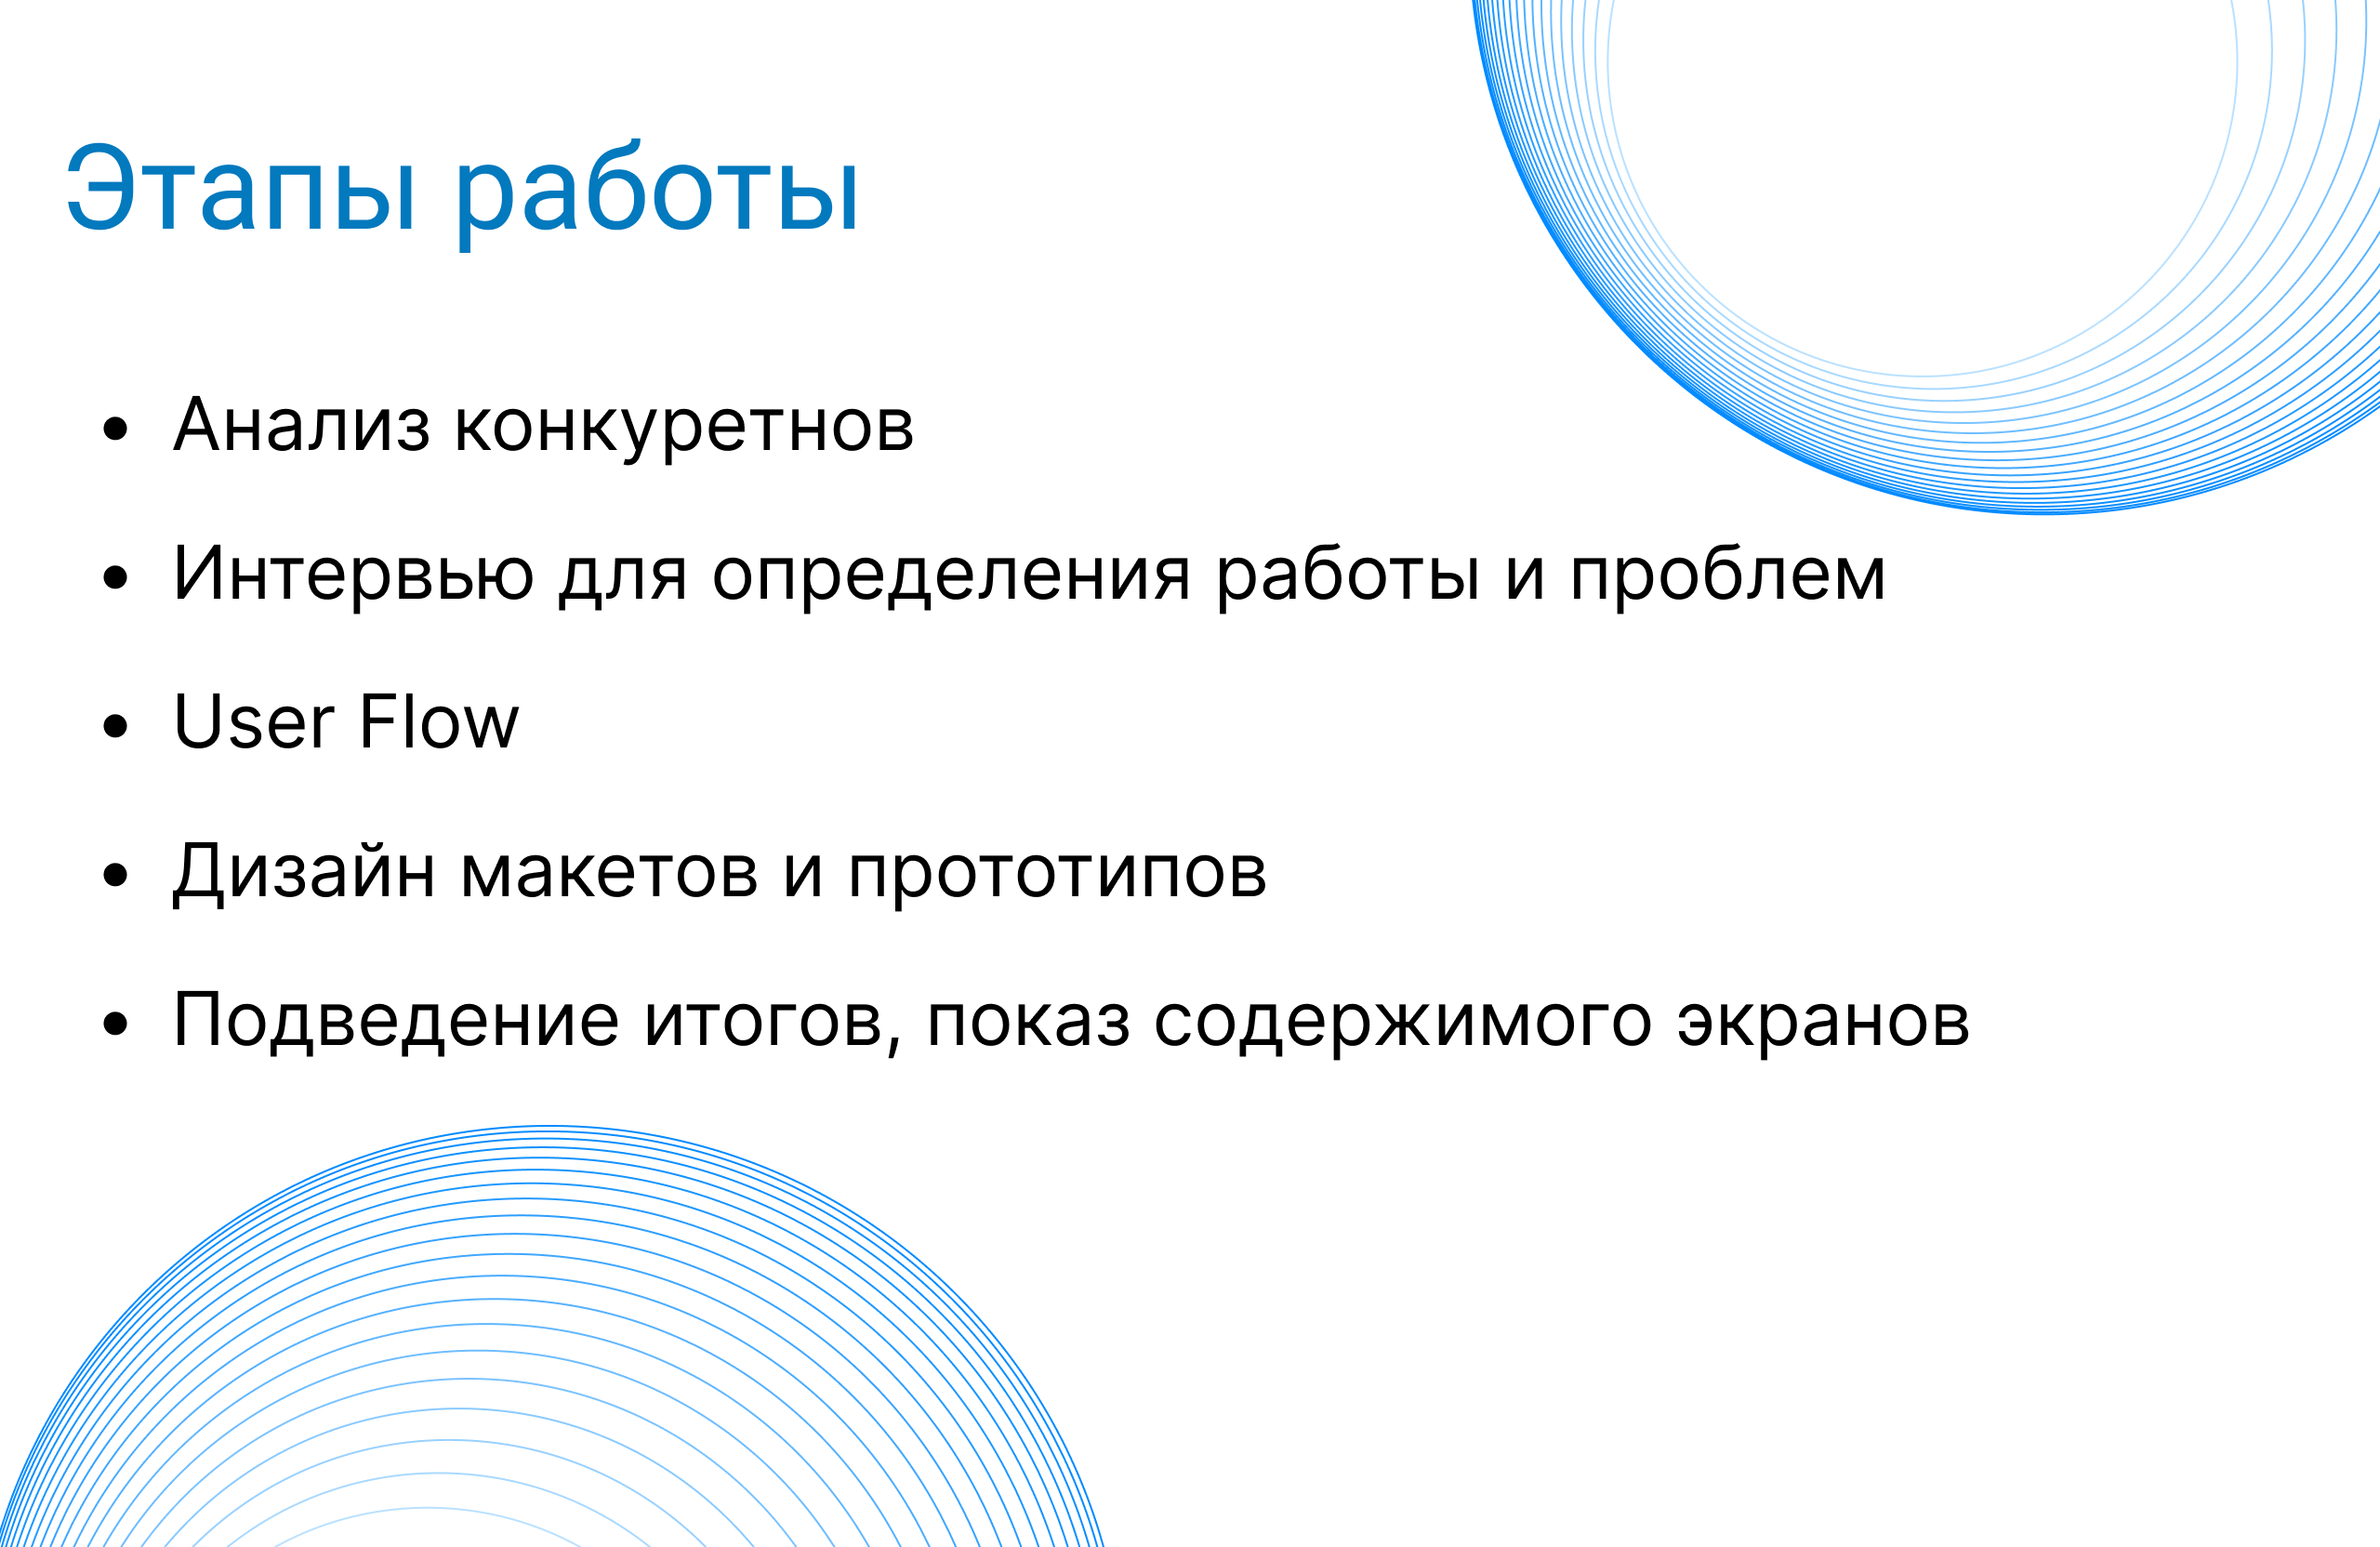 Этапы работы
• Анализ конкуретнов
• Интервью для определения работы и проблем
• User Flow
• Дизайн макетов и прототипов
• Подведение итогов, показ содержимого экранов